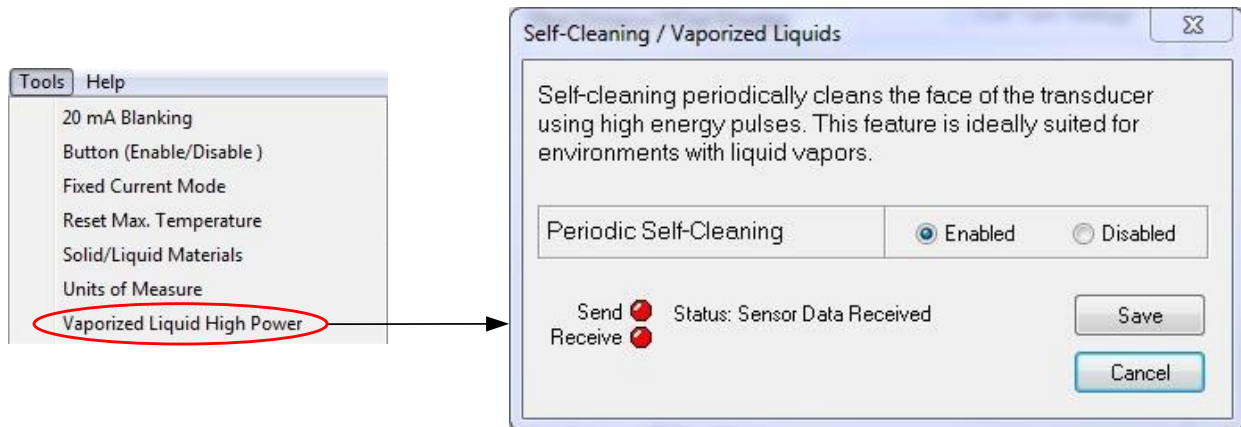 Tools Help
20 mA Blanking
Button (Enable/Disable )
Fixed Current Mode
Reset Max. Temperature
Solid/Liquid Materials
Units of Measure
Vaporized Liquid High Power
Self-Cleaning / Vaporized Liquids
Self-cleaning periodically cleans the face of the transducer
using high energy pulses. This feature is ideally suited for
environments with liquid vapors.
Periodic Self-Cleaning Enabled Disabled
Send Status: Sensor Data Received
Receive
Save
Cancel